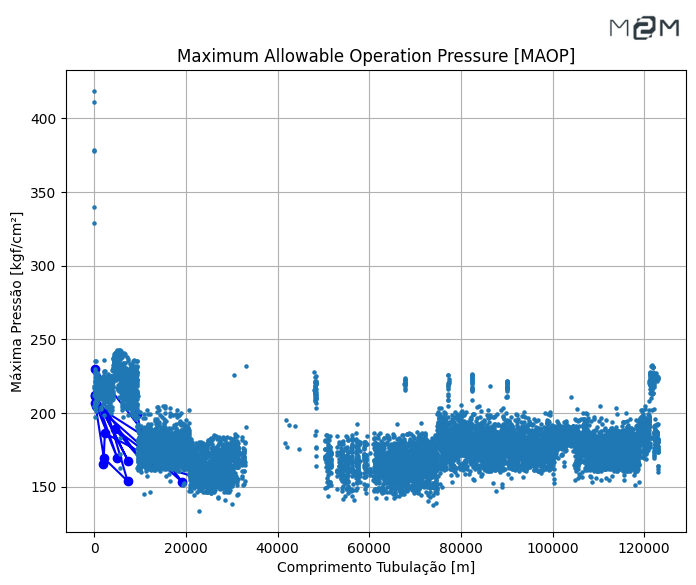 M2M
Maximum Allowable Operation Pressure [MAOP]
Máxima Pressão [kgf/cm²]
400
350
300
250
200
150
0 20000 40000 60000 80000 100000 120000
Comprimento Tubulação [m]